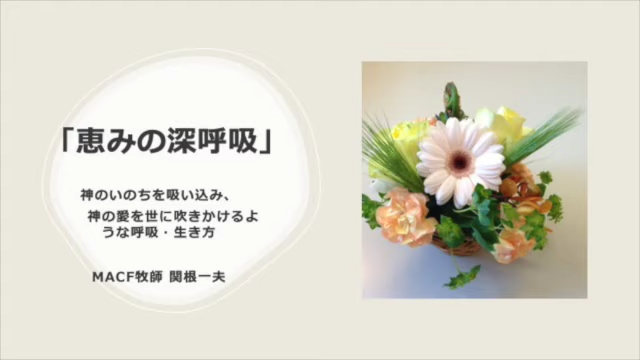 「恵みの深呼吸」
神のいのちを吸い込み、
神の愛を世に吹きかけるよ
うな呼吸・生き方
MACF牧師 関根一夫